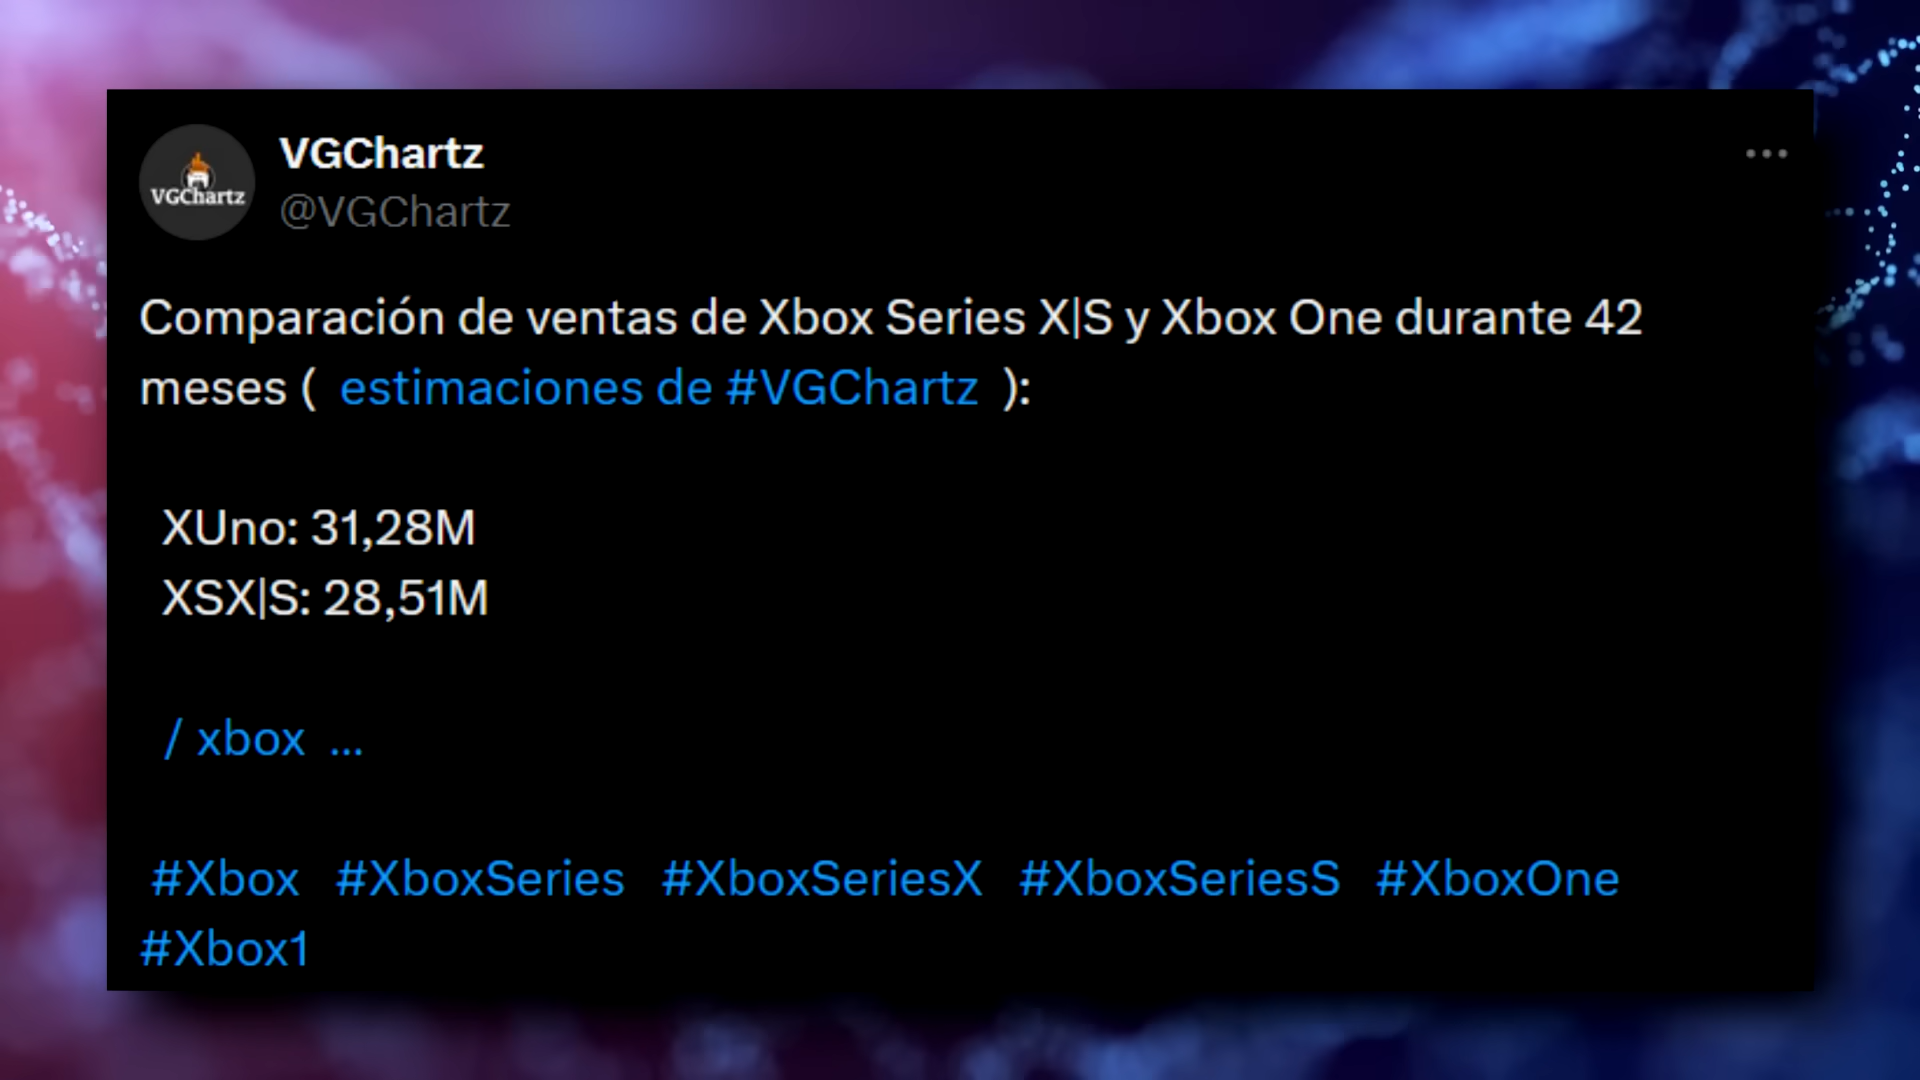 VGChartz
VGChartz
@VGChartz
Comparación de ventas de Xbox Series X|S y Xbox One durante 42
meses ( estimaciones de #VGChartz ):
XUno: 31,28M
XSX|S: 28,51M
/ xbox ...
#Xbox #XboxSeries #XboxSeriesX #XboxSeriesS #XboxOne
#Xbox1